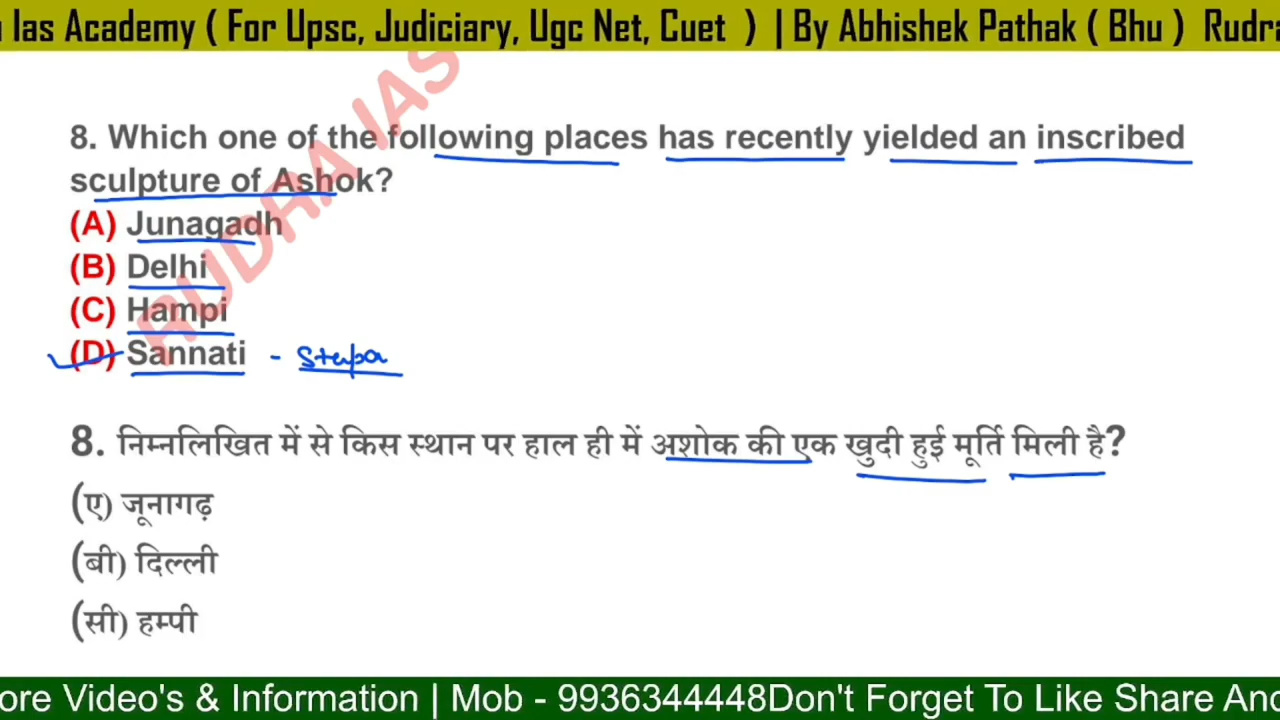 Ias Academy ( For Upsc, Judiciary, Ugc Net, Cuet ) | By Abhishek Pathak ( Bhu ) Rudra
8. Which one of the following places has recently yielded an inscribed
sculpture of Ashok?
(A) Junagadh
(B) Delhi
(C) Hampi
(D) Sannati - Stupa
RUDRA IAS
8. निम्नलिखित में से किस स्थान पर हाल ही में अशोक की एक खुदी हुई मूर्ति मिली है?
(ए) जूनागढ़
(बी) दिल्ली
(सी) हम्पी
ore Video's & Information | Mob - 9936344448Don't Forget To Like Share And